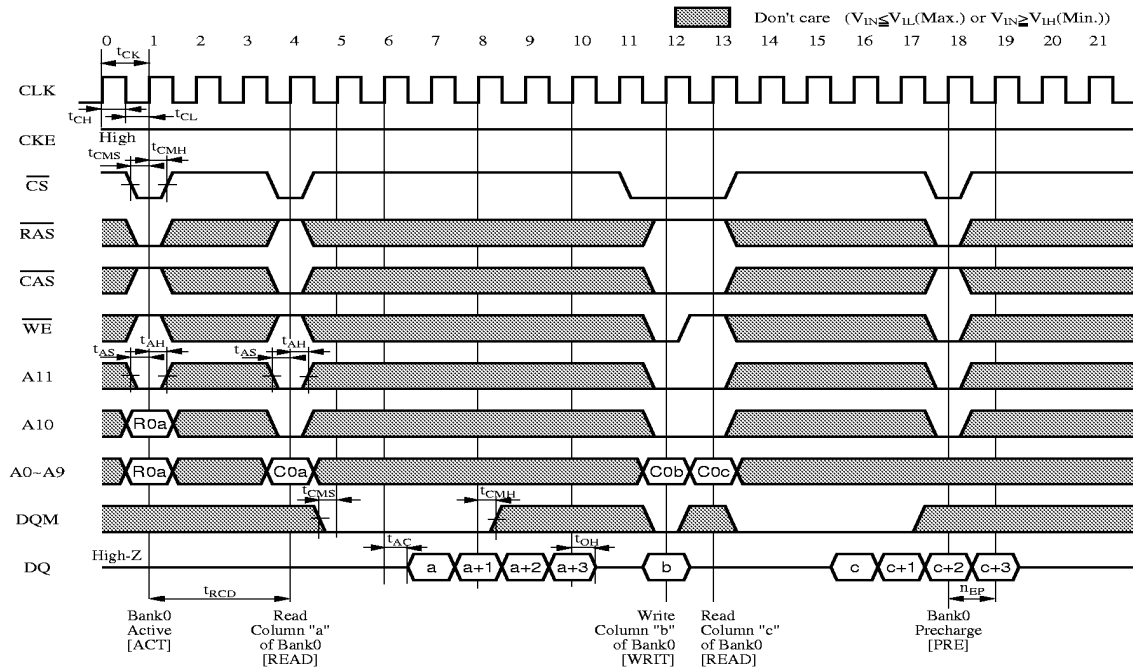 Don't care (VIN≦VIL(Max.) or VIN≧VIH(Min.))
0 1 2 3 4 5 6 7 8 9 10 11 12 13 14 15 16 17 18 19 20 21
tCK
CLK
tCH tCL
CKE High
tCMS tCMH
CS
RAS
CAS
WE
tAS tAH tAS tAH
A11
A10 R0a
A0~A9 R0a C0a C0b C0c
tCMS tCMH
DQM
tAC tOH
DQ High-Z a a+1 a+2 a+3 b c c+1 c+2 c+3
tRCD nEP
Bank0 Active [ACT]
Read Column "a" of Bank0 [READ]
Write Column "b" of Bank0 [WRIT]
Read Column "c" of Bank0 [READ]
Bank0 Precharge [PRE]